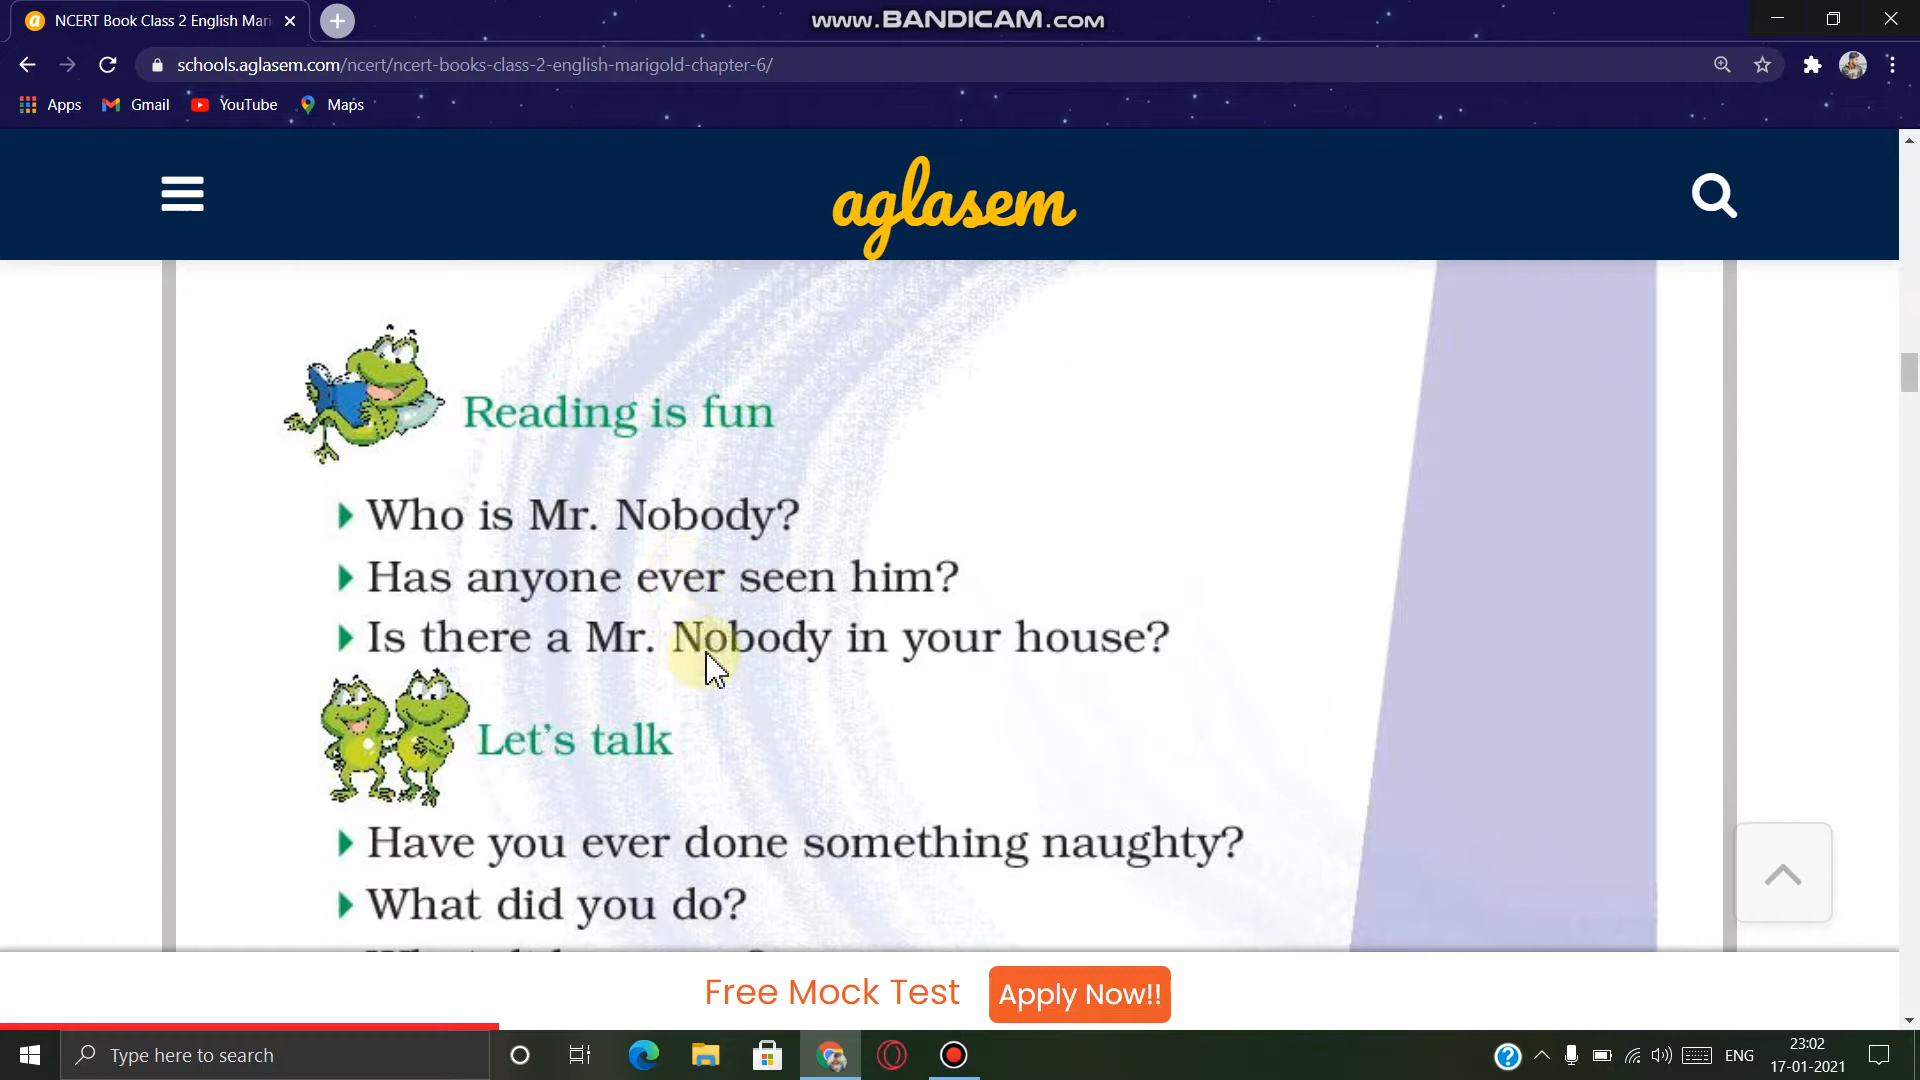 NCERT Book Class 2 English Mari
www.BANDICAM.com
schools.aglasem.com/ncert/ncert-books-class-2-english-marigold-chapter-6/
Apps Gmail YouTube Maps
aglasem
Reading is fun
Who is Mr. Nobody?
Has anyone ever seen him?
Is there a Mr. Nobody in your house?
Let's talk
Have you ever done something naughty?
What did you do?
Free Mock Test Apply Now!!
Type here to search
ENG
23:02
17-01-2021